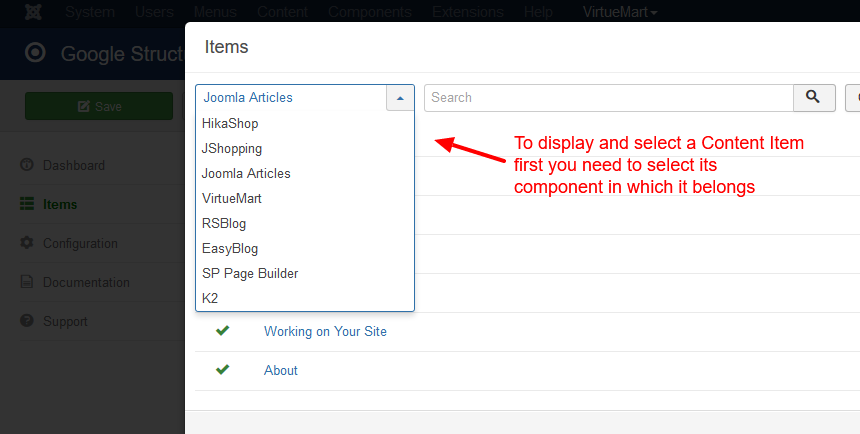 System Users Menus Content Components Extensions Help VirtueMart
Google Struct
Items
Save
Joomla Articles
Search
HikaShop
JShopping
Joomla Articles
VirtueMart
RSBlog
EasyBlog
SP Page Builder
K2
To display and select a Content Item
first you need to select its
component in which it belongs
Dashboard
Items
Configuration
Documentation
Support
Working on Your Site
About